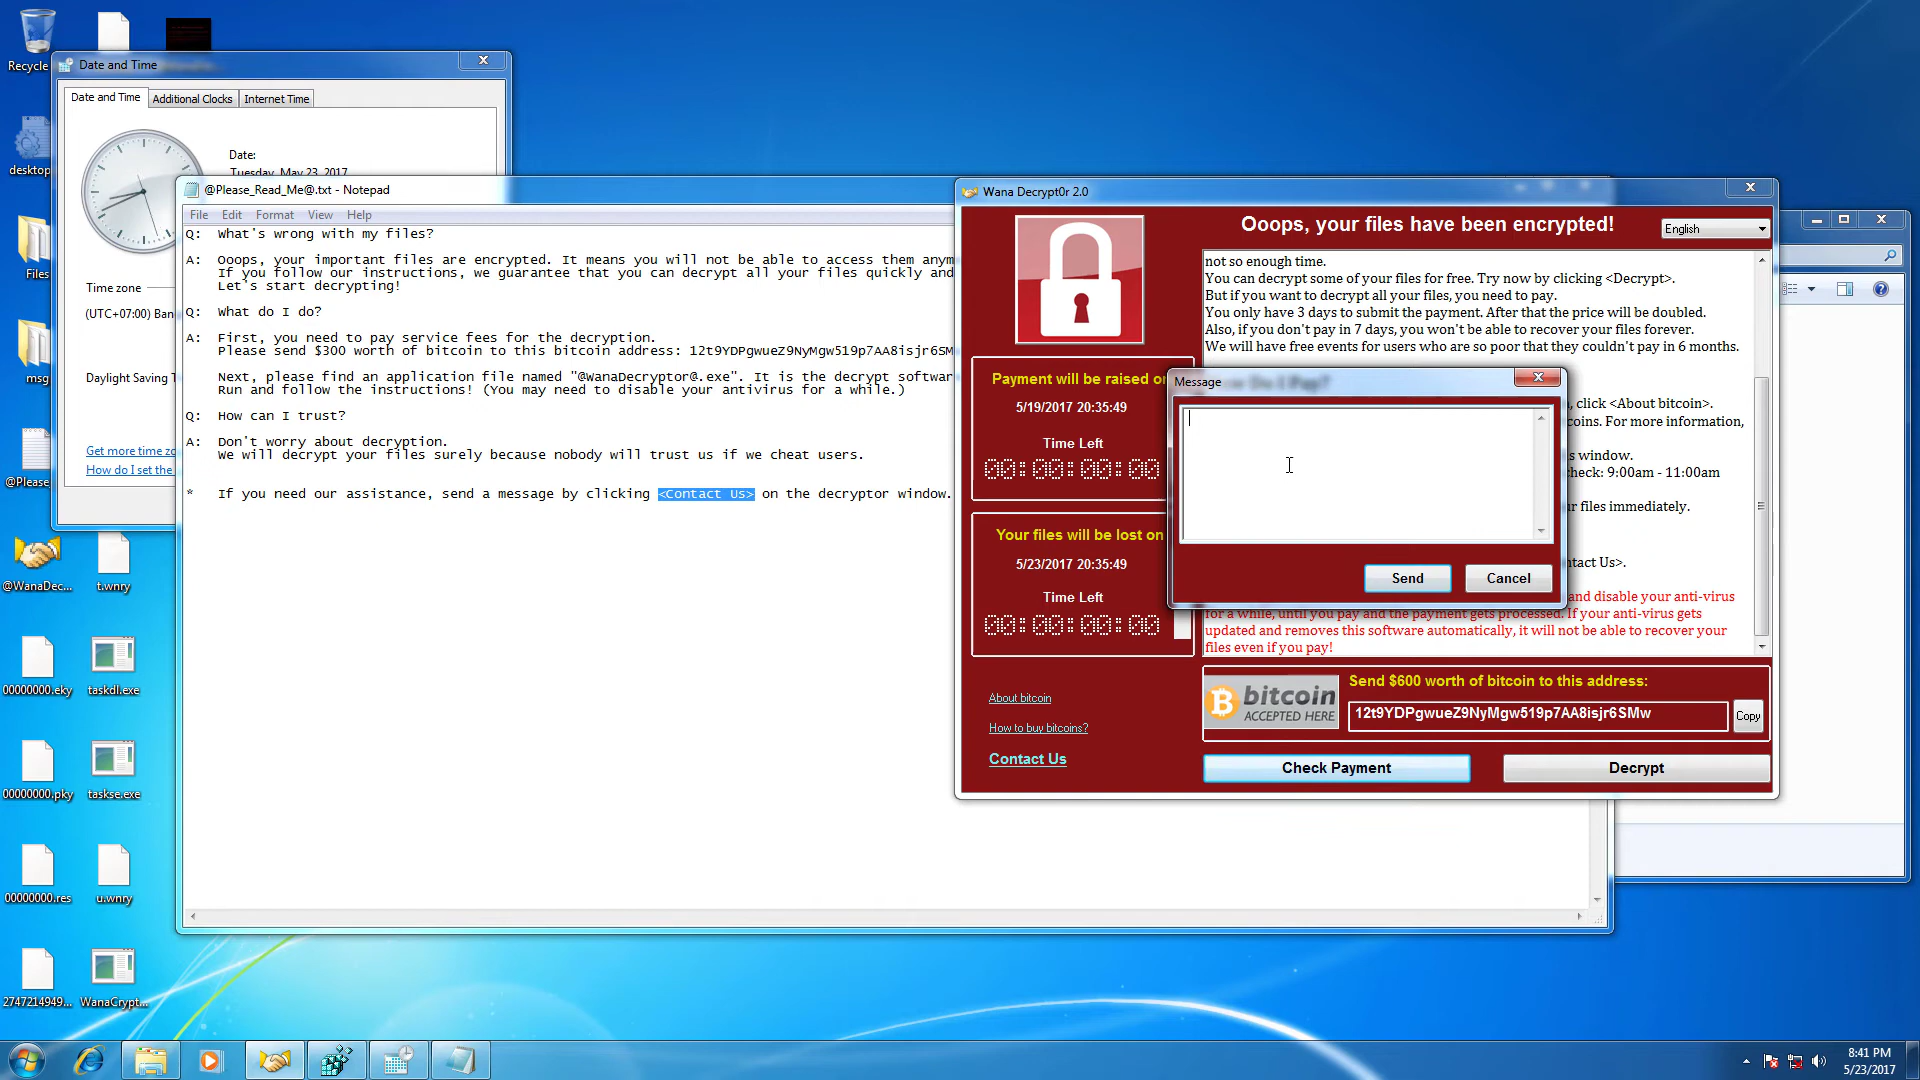 Recycle
desktop
Files
msg
@Please_
@WanaDec...
t.wnry
00000000.eky
taskdl.exe
00000000.pky
taskse.exe
00000000.res
u.wnry
2747214949...
WanaCrypt...
Date and Time
Date and Time
Additional Clocks
Internet Time
Date:
Tuesday, May 23, 2017
Time zone
(UTC+07:00) Ban
Daylight Saving T
Get more time zo
How do I set the
@Please_Read_Me@.txt - Notepad
File Edit Format View Help
Q: What's wrong with my files?
A: Ooops, your important files are encrypted. It means you will not be able to access them anym
If you follow our instructions, we guarantee that you can decrypt all your files quickly and
Let's start decrypting!
Q: What do I do?
A: First, you need to pay service fees for the decryption.
Please send $300 worth of bitcoin to this bitcoin address: 12t9YDPgwueZ9NyMgw519p7AA8isjr6SM
Next, please find an application file named "@WanaDecryptor@.exe". It is the decrypt softwar
Run and follow the instructions! (You may need to disable your antivirus for a while.)
Q: How can I trust?
A: Don't worry about decryption.
We will decrypt your files surely because nobody will trust us if we cheat users.
* If you need our assistance, send a message by clicking <Contact Us> on the decryptor window.
Wana Decrypt0r 2.0
Ooops, your files have been encrypted!
English
Payment will be raised on
5/19/2017 20:35:49
Time Left
00:00:00:00
Your files will be lost on
5/23/2017 20:35:49
Time Left
00:00:00:00
About bitcoin
How to buy bitcoins?
Contact Us
not so enough time.
You can decrypt some of your files for free. Try now by clicking <Decrypt>.
But if you want to decrypt all your files, you need to pay.
You only have 3 days to submit the payment. After that the price will be doubled.
Also, if you don't pay in 7 days, you won't be able to recover your files forever.
We will have free events for users who are so poor that they couldn't pay in 6 months.
Do I Pay?
, click <About bitcoin>.
coins. For more information,
s window.
check: 9:00am - 11:00am
r files immediately.
ntact Us>.
and disable your anti-virus
for a while, until you pay and the payment gets processed. If your anti-virus gets
updated and removes this software automatically, it will not be able to recover your
files even if you pay!
Message
Send
Cancel
bitcoin
ACCEPTED HERE
Send $600 worth of bitcoin to this address:
12t9YDPgwueZ9NyMgw519p7AA8isjr6SMw
Copy
Check Payment
Decrypt
8:41 PM
5/23/2017